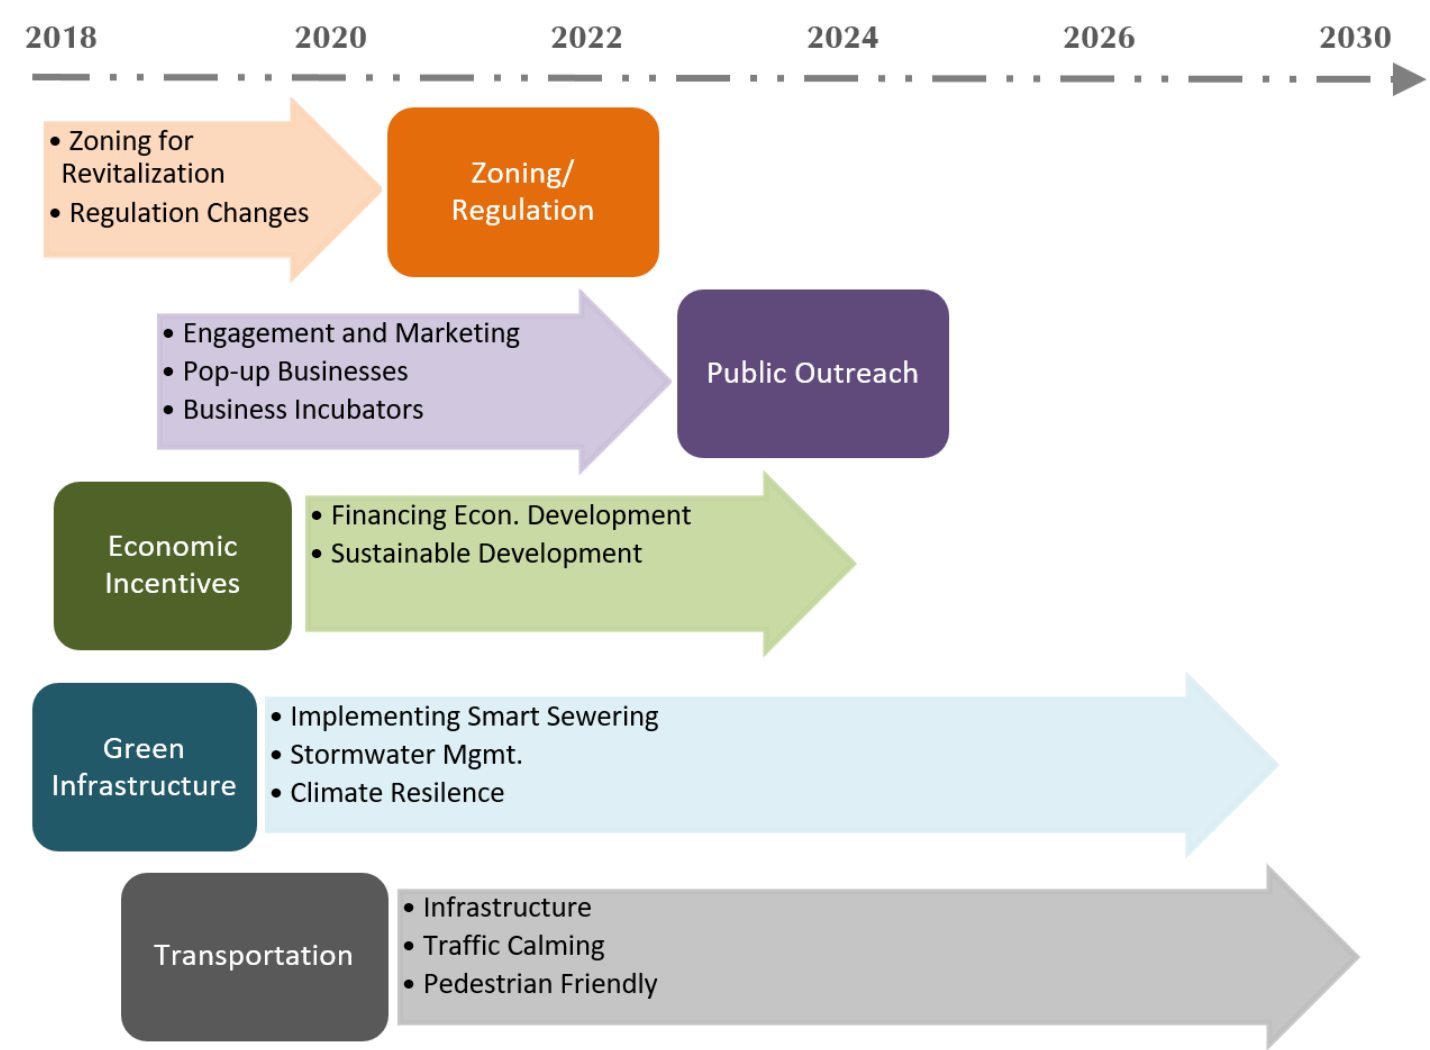 2018 2020 2022 2024 2026 2030
• Zoning for
Revitalization
• Regulation Changes
Zoning/
Regulation
• Engagement and Marketing
• Pop-up Businesses
• Business Incubators
Public Outreach
Economic
Incentives
• Financing Econ. Development
• Sustainable Development
Green
Infrastructure
• Implementing Smart Sewering
• Stormwater Mgmt.
• Climate Resilence
Transportation
• Infrastructure
• Traffic Calming
• Pedestrian Friendly